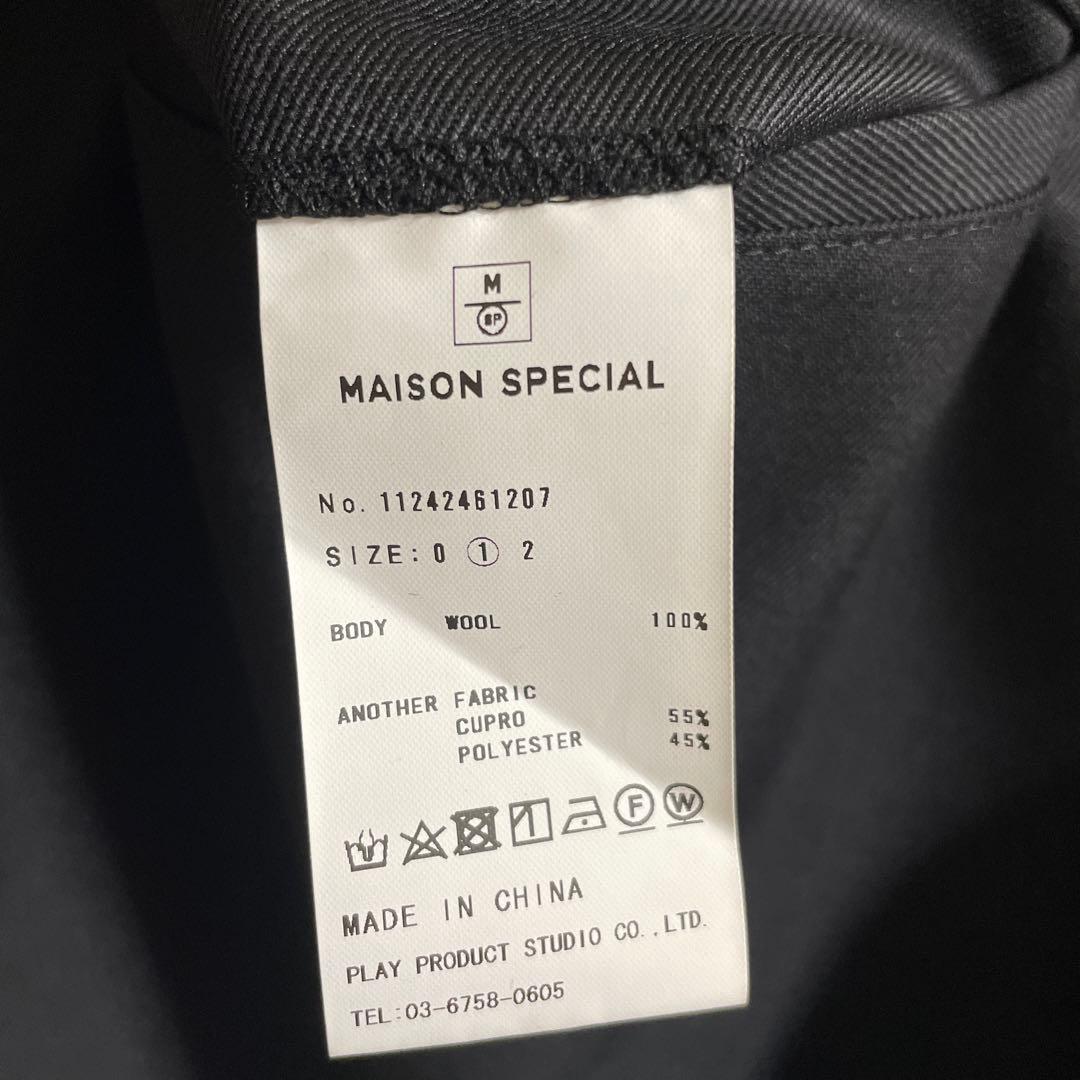 M
SP
MAISON SPECIAL
No. 11242461207
SIZE: 0 ① 2
BODY WOOL 100%
ANOTHER FABRIC
CUPRO 55%
POLYESTER 45%
F W
MADE IN CHINA
PLAY PRODUCT STUDIO CO.,LTD.
TEL:03-6758-0605